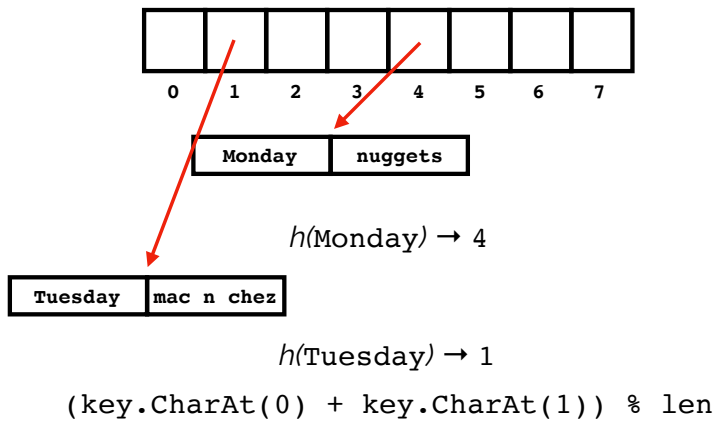 0 1 2 3 4 5 6 7
Monday nuggets
h(Monday) → 4
Tuesday mac n chez
h(Tuesday) → 1
(key.CharAt(0) + key.CharAt(1)) % len